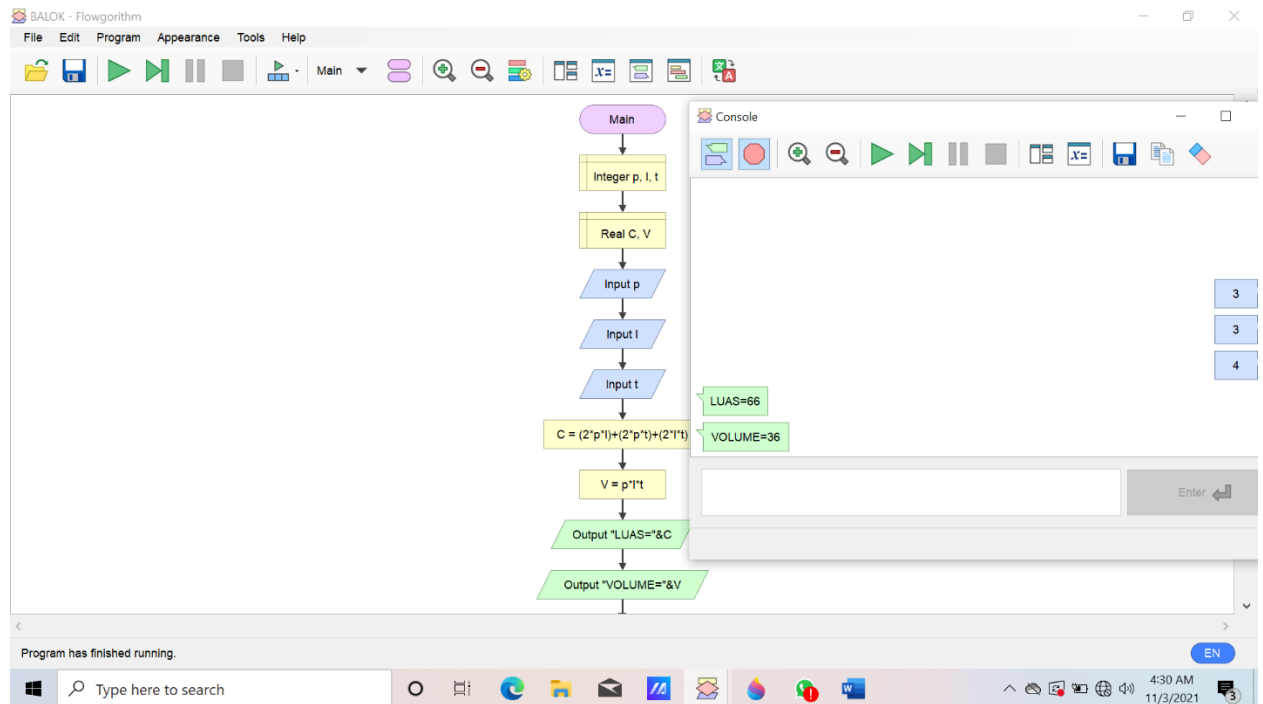 BALOK - Flowgorithm
File Edit Program Appearance Tools Help
Main
Main
Integer p, l, t
Real C, V
Input p
Input l
Input t
C = (2*p*l)+(2*p*t)+(2*l*t)
V = p*l*t
Output "LUAS="&C
Output "VOLUME="&V
Console
x=
3
3
4
LUAS=66
VOLUME=36
Enter
Program has finished running.
EN
Type here to search
4:30 AM
11/3/2021
3